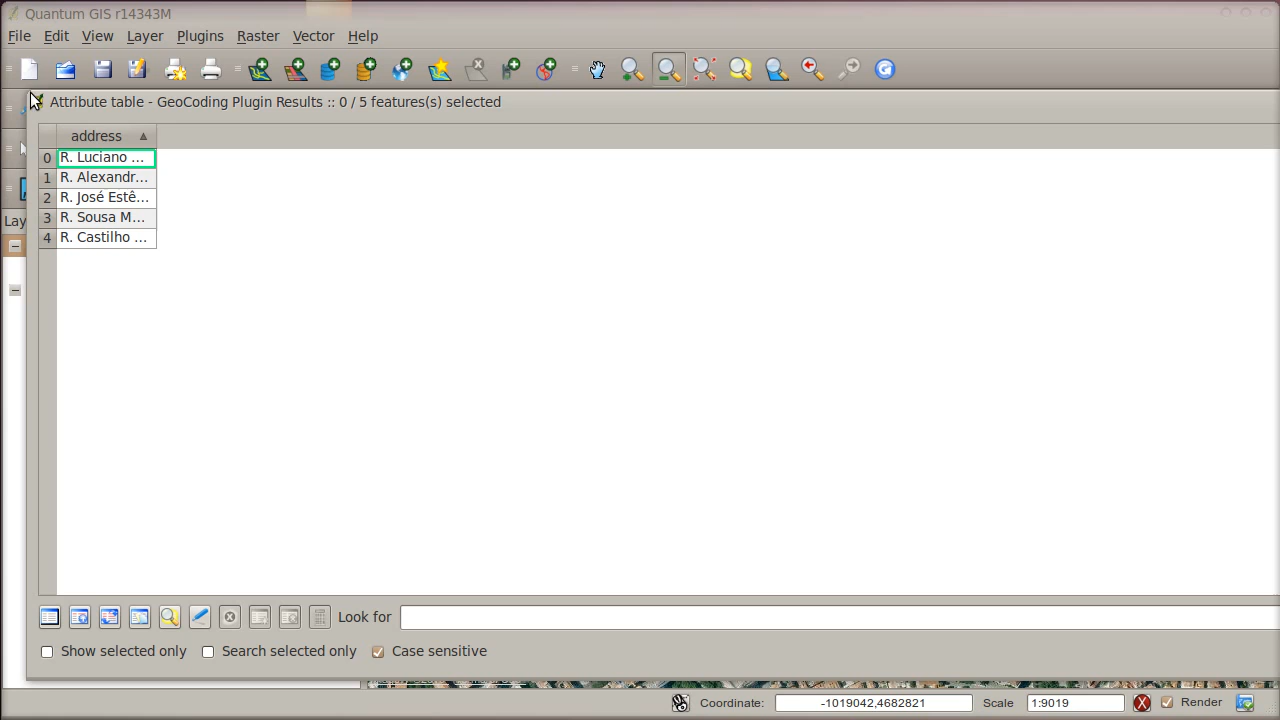 Quantum GIS r14343M
File Edit View Layer Plugins Raster Vector Help
Attribute table - GeoCoding Plugin Results :: 0 / 5 features(s) selected
address
0 R. Luciano ...
1 R. Alexandr...
2 R. José Estê...
3 R. Sousa M...
4 R. Castilho ...
Lay
Look for
Show selected only Search selected only Case sensitive
Coordinate: -1019042,4682821 Scale 1:9019 Render